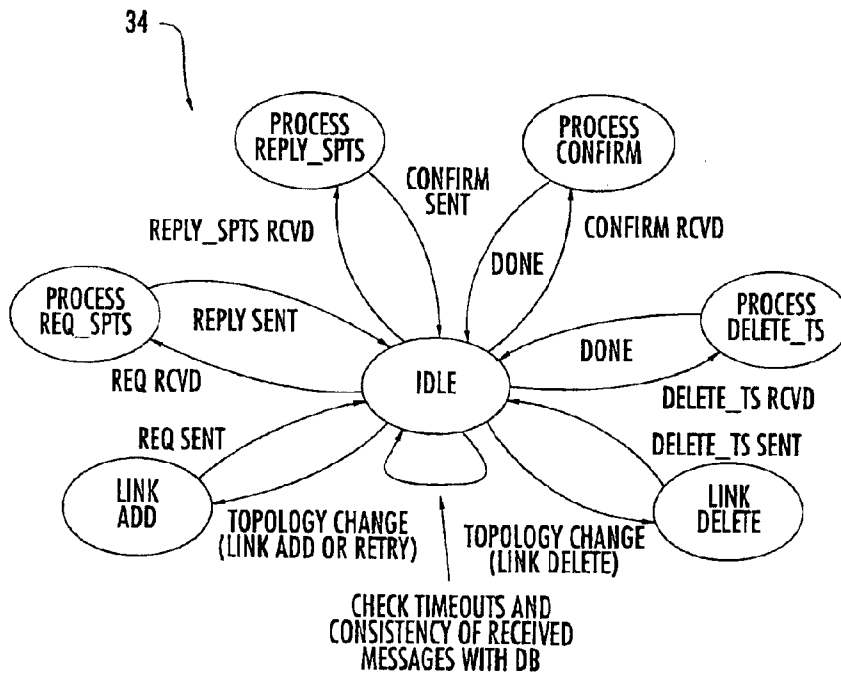 34
PROCESS
REPLY_SPTS
PROCESS
CONFIRM
CONFIRM
SENT
REPLY_SPTS RCVD
CONFIRM RCVD
DONE
PROCESS
REQ_SPTS
REPLY SENT
PROCESS
DELETE_TS
DONE
IDLE
REQ RCVD
DELETE_TS RCVD
REQ SENT
DELETE_TS SENT
LINK
ADD
LINK
DELETE
TOPOLOGY CHANGE
(LINK ADD OR RETRY)
TOPOLOGY CHANGE
(LINK DELETE)
CHECK TIMEOUTS AND
CONSISTENCY OF RECEIVED
MESSAGES WITH DB